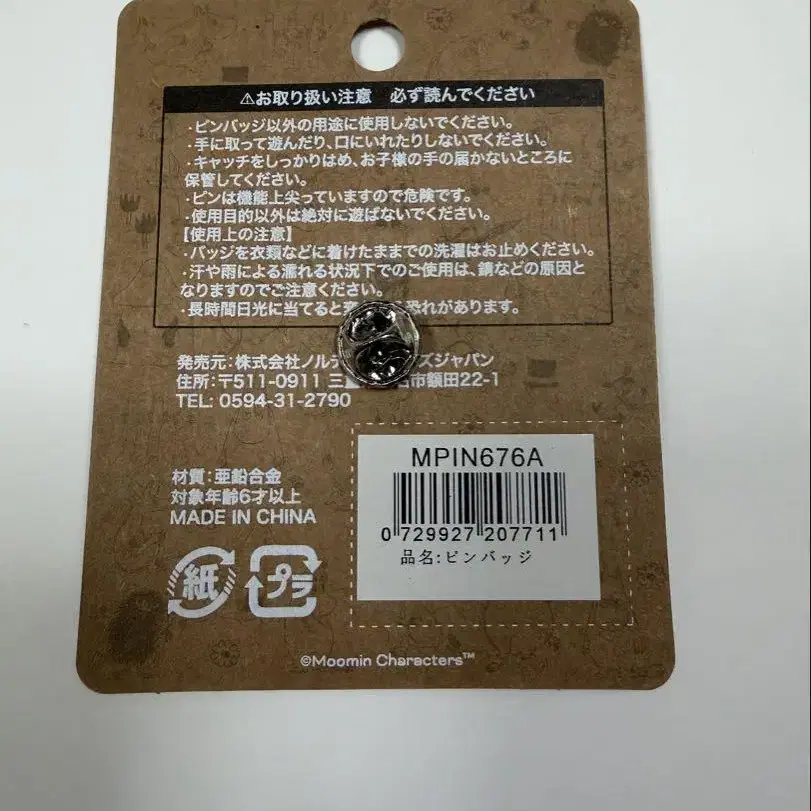 ⚠お取り扱い注意　必ず読んでください
・ピンバッジ以外の用途に使用しないでください。
・手に取って遊んだり、口にいれたりしないでください。
・キャッチをしっかりはめ、お子様の手の届かないところに
保管してください。
・ピンは機能上尖っていますので危険です。
・使用目的以外は絶対に遊ばないでください。
【使用上の注意】
・バッジを衣類などに着けたままでの洗濯はお止めください。
・汗や雨による濡れる状況下でのご使用は、錆などの原因と
なりますのでご注意ください。
・長時間日光に当てると 恐れがあります。
発売元：株式会社ノル ズジャパン
住所：〒511-0911 三 市額田22-1
TEL: 0594-31-2790
材質：亜鉛合金
対象年齢6才以上
MADE IN CHINA
紙
プラ
MPIN676A
0 729927 207711
品名：ピンバッジ
©Moomin Characters™